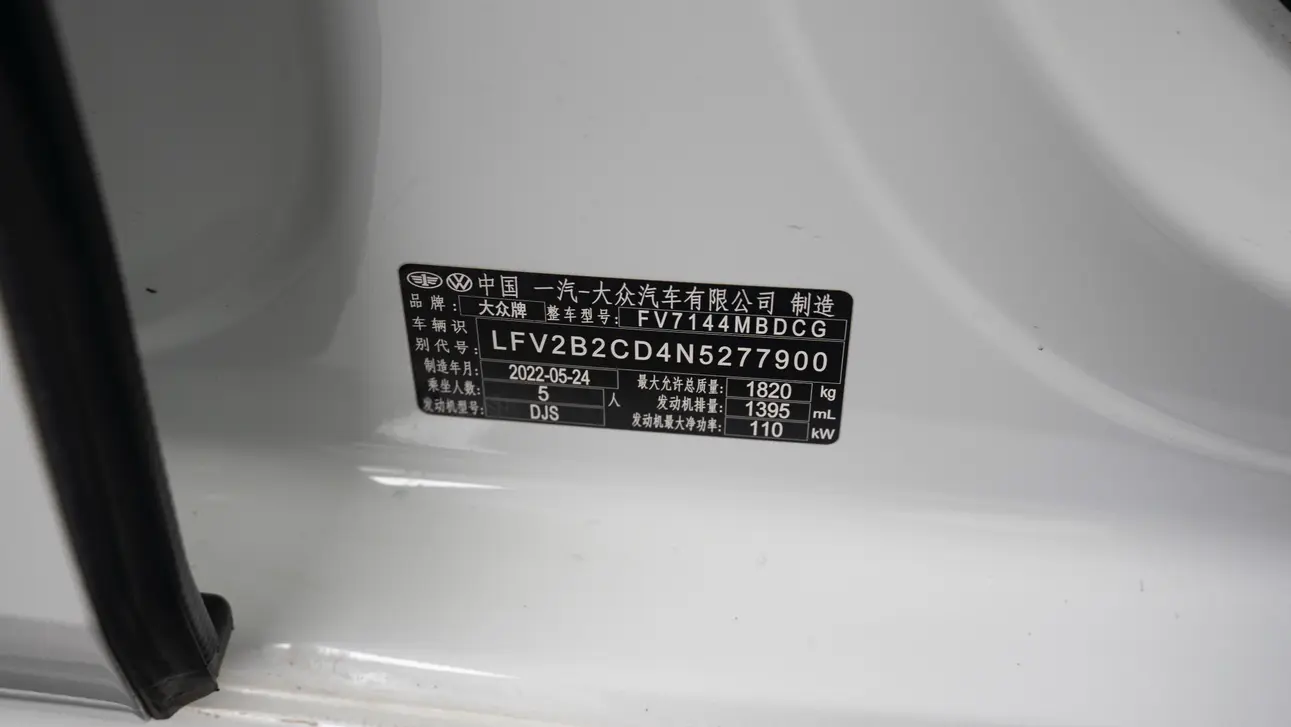 中国 一汽-大众汽车有限公司 制造
品牌: 大众牌 整车型号: FV7144MBDCG
车辆识别代号: LFV2B2CD4N5277900
制造年月: 2022-05-24 最大允许总质量: 1820 kg
乘坐人数: 5 人 发动机排量: 1395 mL
发动机型号: DJS 发动机最大净功率: 110 kW